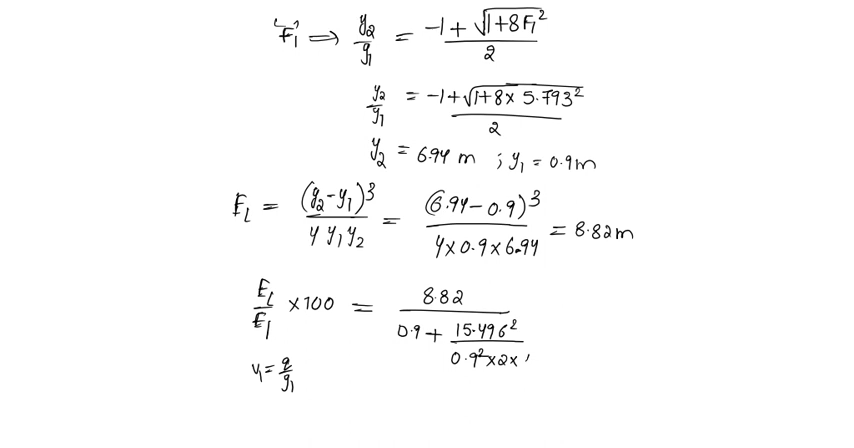 F₁ ⟹ y₂/y₁ = (-1 + √(1+8F₁²))/2
y₂/y₁ = (-1 + √(1+8×5.793²))/2
y₂ = 6.94 m ; y₁ = 0.9m
E_L = (y₂-y₁)³/(4 y₁y₂) = (6.94-0.9)³/(4×0.9×6.94) = 8.82m
E_L/E₁ ×100 = 8.82/(0.9 + 15.496²/(0.9²×2×
v₁ = q/y₁